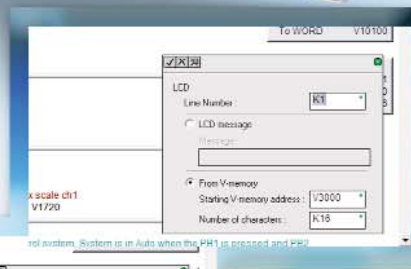 To WORD V10100
LCD
Line Number : K1
LCD message
Message
From V-memory
Starting V-memory address : V3000
Number of characters : K16
x scale ch1
V1720
rol system. System is in Auto when the PB1 is pressed and PB2